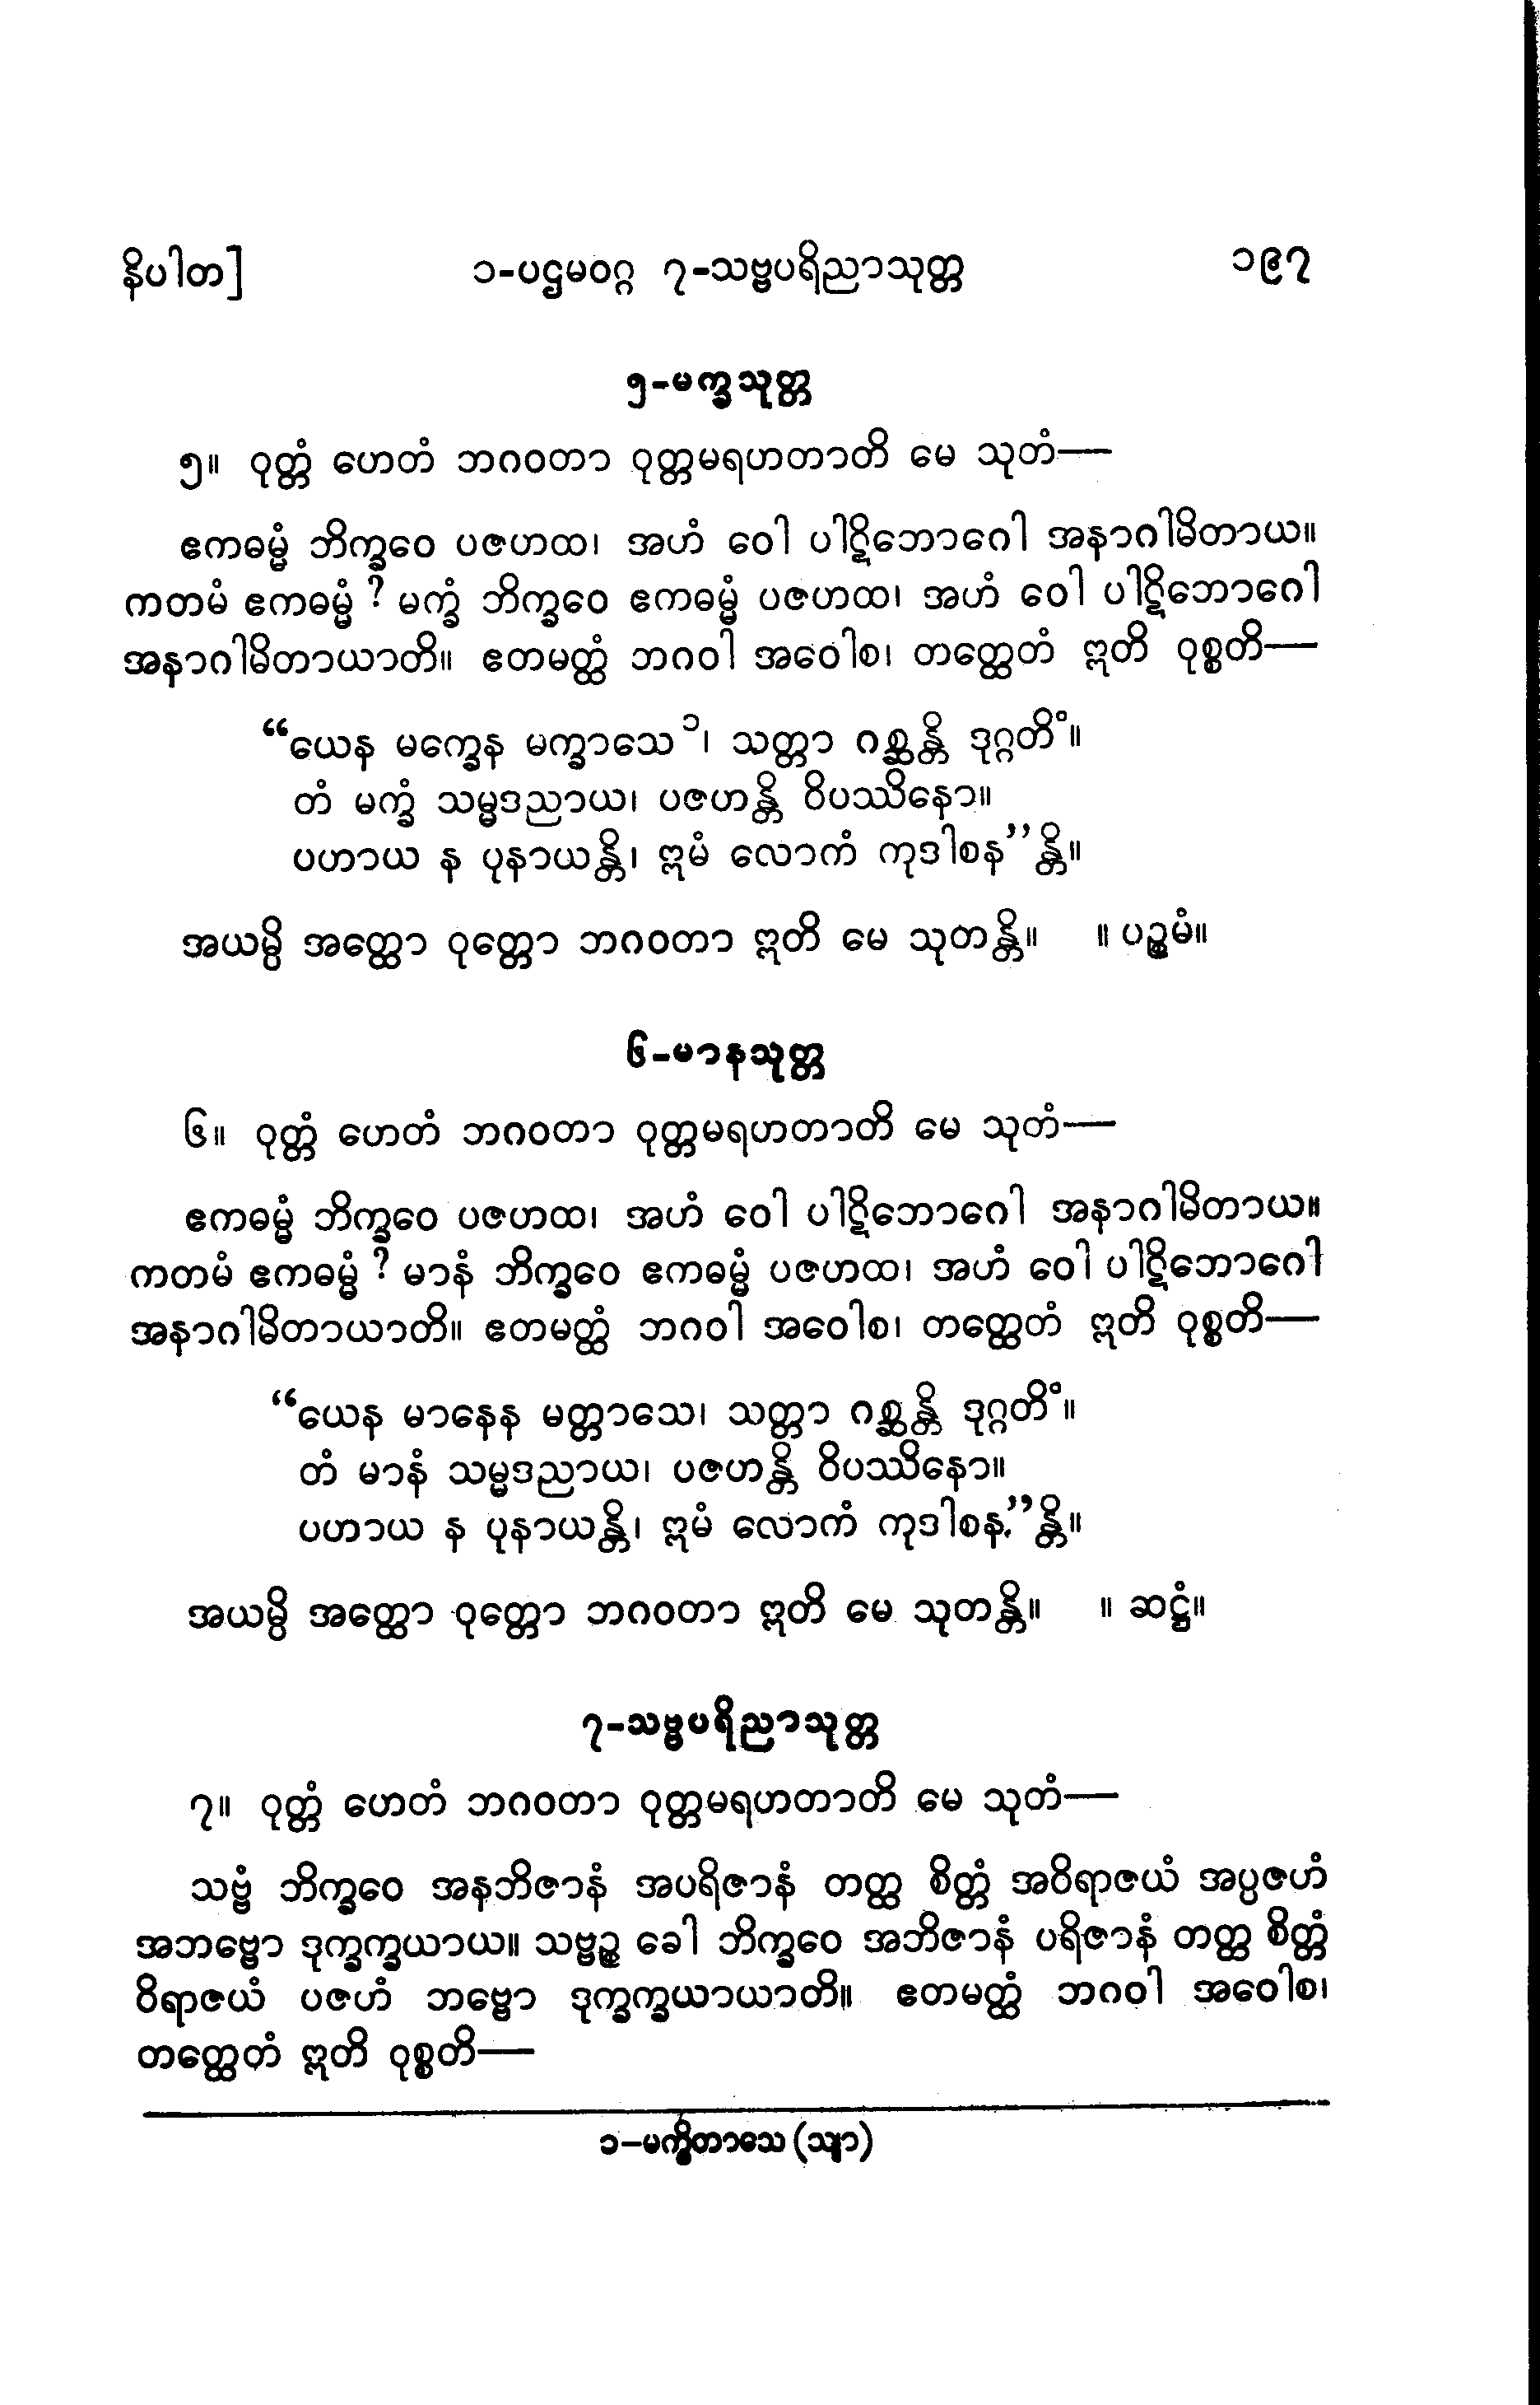 နိပါတ] ၁-ပဌမဝဂ္ဂ ၇-သဗ္ဗပရိညာသုတ္တ ၁၉၇
၅-မက္ခသုတ္တ
၅။ ဝုတ္တံ ဟေတံ ဘဂဝတာ ဝုတ္တမရဟတာတိ မေ သုတံ—
ဧကဓမ္မံ ဘိက္ခဝေ ပဇဟထ၊ အဟံ ဝေါ ပါဋိဘောဂေါ အနာဂါမိတာယ။
ကတမံ ဧကဓမ္မံ ? မက္ခံ ဘိက္ခဝေ ဧကဓမ္မံ ပဇဟထ၊ အဟံ ဝေါ ပါဋိဘောဂေါ
အနာဂါမိတာယာတိ။ ဧတမတ္ထံ ဘဂဝါ အဝေါစ၊ တတ္ထေတံ ဣတိ ဝုစ္စတိ—
“ယေန မက္ခေန မက္ခာသေ ၁၊ သတ္တာ ဂစ္ဆန္တိ ဒုဂ္ဂတိံ။
တံ မက္ခံ သမ္မဒညာယ၊ ပဇဟန္တိ ဝိပဿိနော။
ပဟာယ န ပုနာယန္တိ၊ ဣမံ လောကံ ကုဒါစန”န္တိ။
အယမ္ပိ အတ္ထော ဝုတ္တော ဘဂဝတာ ဣတိ မေ သုတန္တိ။ ။ ပဉ္စမံ။
၆-မာနသုတ္တ
၆။ ဝုတ္တံ ဟေတံ ဘဂဝတာ ဝုတ္တမရဟတာတိ မေ သုတံ—
ဧကဓမ္မံ ဘိက္ခဝေ ပဇဟထ၊ အဟံ ဝေါ ပါဋိဘောဂေါ အနာဂါမိတာယ။
ကတမံ ဧကဓမ္မံ ? မာနံ ဘိက္ခဝေ ဧကဓမ္မံ ပဇဟထ၊ အဟံ ဝေါ ပါဋိဘောဂေါ
အနာဂါမိတာယာတိ။ ဧတမတ္ထံ ဘဂဝါ အဝေါစ၊ တတ္ထေတံ ဣတိ ဝုစ္စတိ—
“ယေန မာနေန မတ္တာသေ၊ သတ္တာ ဂစ္ဆန္တိ ဒုဂ္ဂတိံ။
တံ မာနံ သမ္မဒညာယ၊ ပဇဟန္တိ ဝိပဿိနော။
ပဟာယ န ပုနာယန္တိ၊ ဣမံ လောကံ ကုဒါစန”န္တိ။
အယမ္ပိ အတ္ထော ဝုတ္တော ဘဂဝတာ ဣတိ မေ သုတန္တိ။ ။ ဆဋ္ဌံ။
၇-သဗ္ဗပရိညာသုတ္တ
၇။ ဝုတ္တံ ဟေတံ ဘဂဝတာ ဝုတ္တမရဟတာတိ မေ သုတံ—
သဗ္ဗံ ဘိက္ခဝေ အနဘိဇာနံ အပရိဇာနံ တတ္ထ စိတ္တံ အဝိရာဇယံ အပ္ပဇဟံ
အဘဗ္ဗော ဒုက္ခက္ခယာယ။ သဗ္ဗဉ္စ ခေါ ဘိက္ခဝေ အဘိဇာနံ ပရိဇာနံ တတ္ထ စိတ္တံ
ဝိရာဇယံ ပဇဟံ ဘဗ္ဗော ဒုက္ခက္ခယာယာတိ။ ဧတမတ္ထံ ဘဂဝါ အဝေါစ၊
တတ္ထေတံ ဣတိ ဝုစ္စတိ—
၁-မက္ခိတာသေ (သျာ)